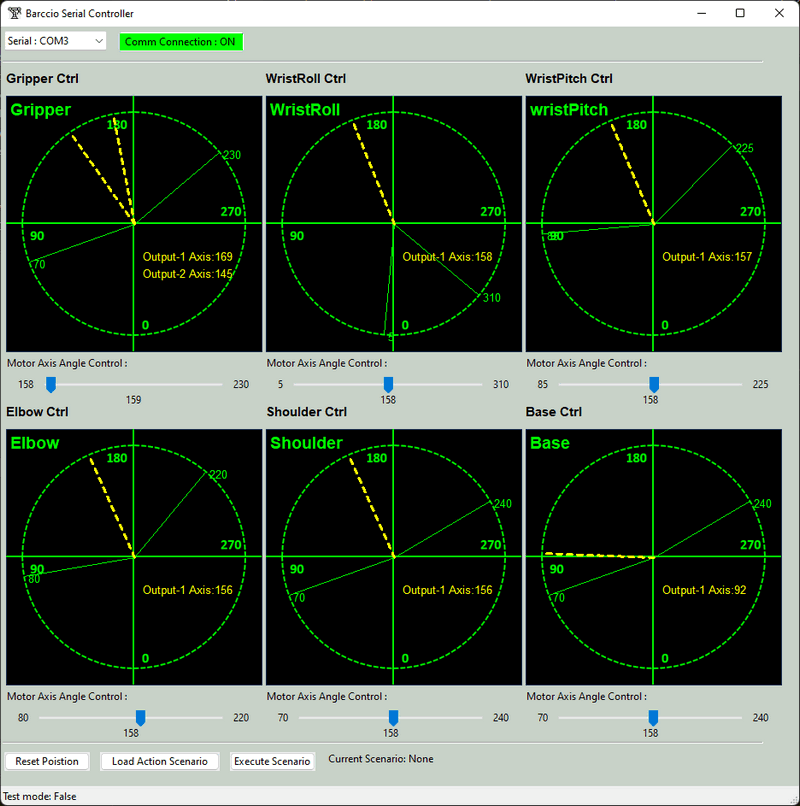 Barccio Serial Controller
Serial : COM3
Comm Connection : ON
Gripper Ctrl
WristRoll Ctrl
WristPitch Ctrl
Gripper
180
230
270
90
70
Output-1 Axis:169
Output-2 Axis:145
0
WristRoll
180
270
90
Output-1 Axis:158
310
0
5
wristPitch
180
225
270
90
Output-1 Axis:157
0
Motor Axis Angle Control :
158
230
159
Motor Axis Angle Control :
5
310
158
Motor Axis Angle Control :
85
225
158
Elbow Ctrl
Shoulder Ctrl
Base Ctrl
Elbow
180
220
270
90
80
Output-1 Axis:156
0
Shoulder
180
240
270
90
70
Output-1 Axis:156
0
Base
180
240
270
90
70
Output-1 Axis:92
0
Motor Axis Angle Control :
80
220
158
Motor Axis Angle Control :
70
240
158
Motor Axis Angle Control :
70
240
158
Reset Poistion
Load Action Scenario
Execute Scenario
Current Scenario: None
Test mode: False